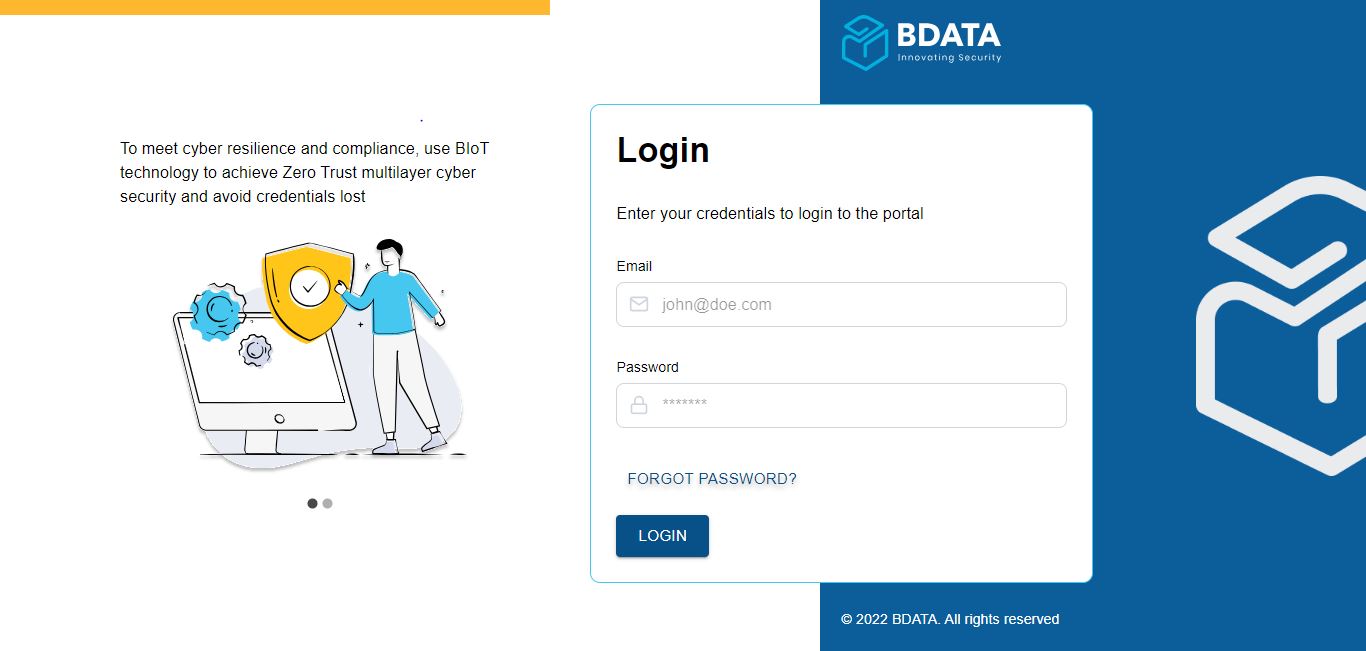 BDATA
Innovating Security
To meet cyber resilience and compliance, use BIoT
technology to achieve Zero Trust multilayer cyber
security and avoid credentials lost
Login
Enter your credentials to login to the portal
Email
john@doe.com
Password
*******
FORGOT PASSWORD?
LOGIN
© 2022 BDATA. All rights reserved